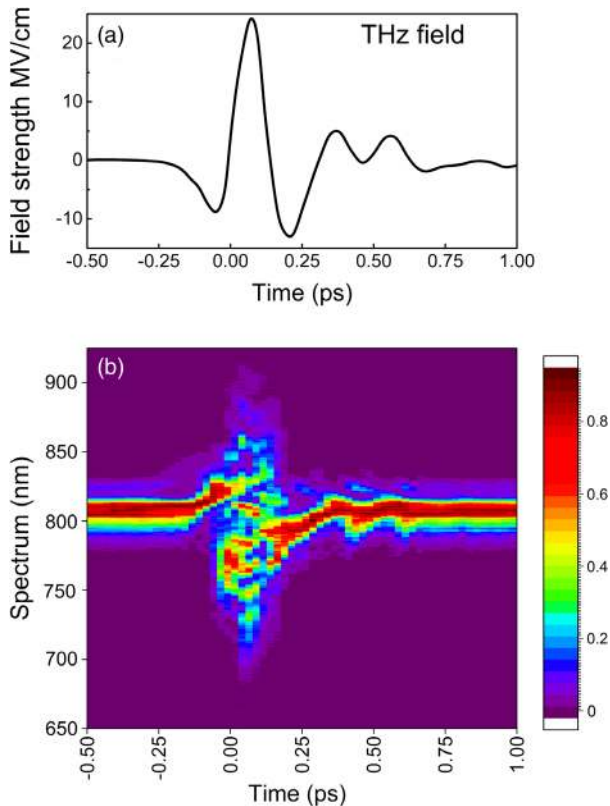 (a)
THz field
Field strength MV/cm
20
10
0
-10
-0.50 -0.25 0.00 0.25 0.50 0.75 1.00
Time (ps)
(b)
Spectrum (nm)
900
850
800
750
700
650
0.8
0.6
0.4
0.2
0
-0.50 -0.25 0.00 0.25 0.50 0.75 1.00
Time (ps)